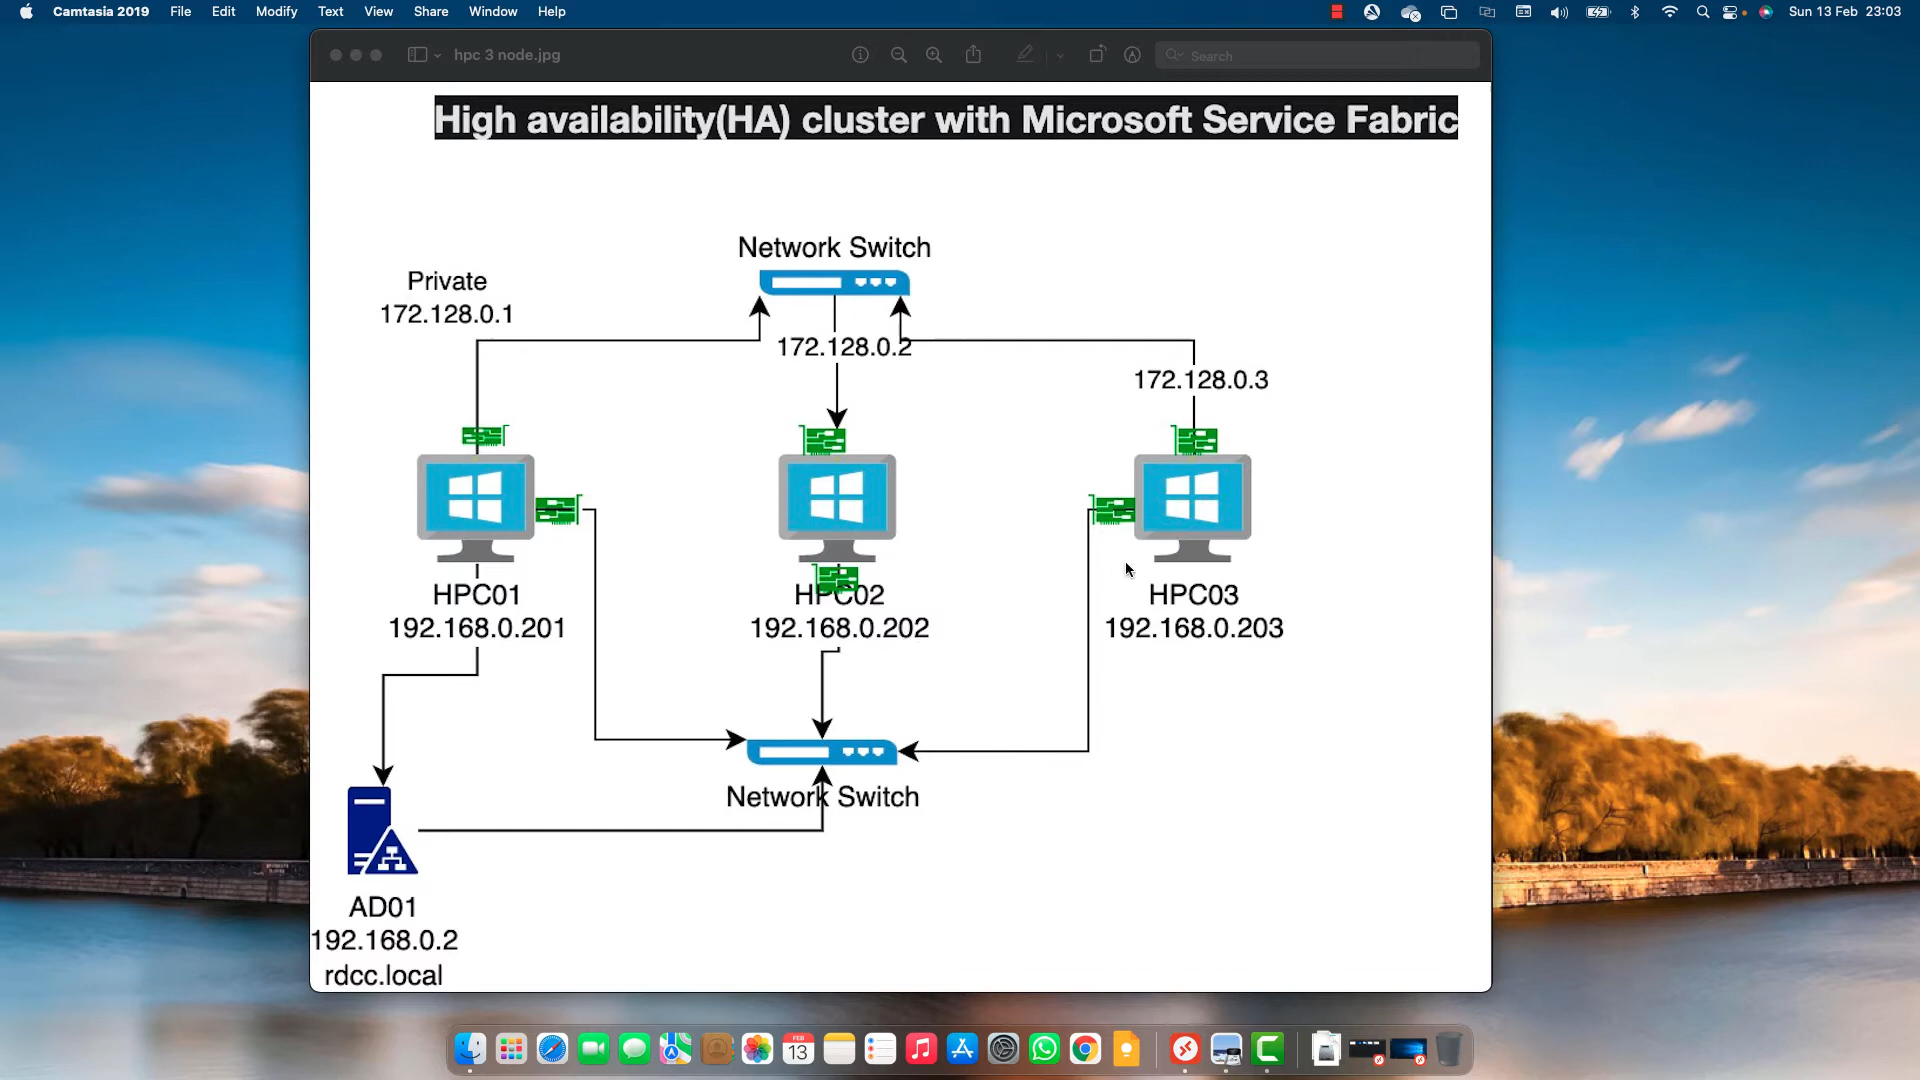 Camtasia 2019 File Edit Modify Text View Share Window Help Sun 13 Feb 23:03
hpc 3 node.jpg Search
High availability(HA) cluster with Microsoft Service Fabric
Network Switch
Private
172.128.0.1
172.128.0.2
172.128.0.3
HPC01
192.168.0.201
HPC02
192.168.0.202
HPC03
192.168.0.203
Network Switch
AD01
192.168.0.2
rdcc.local
FEB
13